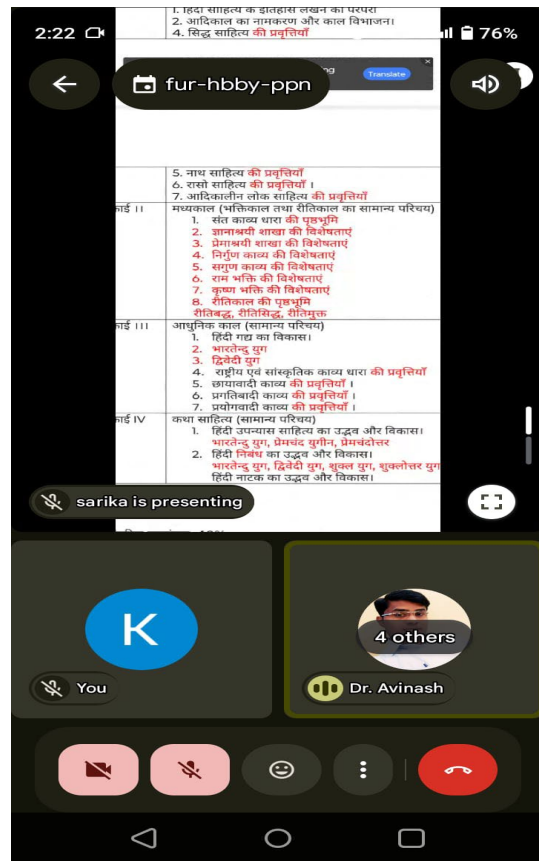 1. हिंदी साहित्य के इतिहास लेखन की परंपरा
2:22
2. आदिकाल का नामकरण और काल विभाजन।
4. सिद्ध साहित्य की प्रवृत्तियाँ
76%
fur-hbby-ppn
Translate
5. नाथ साहित्य की प्रवृत्तियाँ
6. रासो साहित्य की प्रवृत्तियाँ ।
7. आदिकालीन लोक साहित्य की प्रवृत्तियाँ
काई ।।
मध्यकाल (भक्तिकाल तथा रीतिकाल का सामान्य परिचय)
1. संत काव्य धारा की पृष्ठभूमि
2. ज्ञानाश्रयी शाखा की विशेषताएं
3. प्रेमाश्रयी शाखा की विशेषताएं
4. निर्गुण काव्य की विशेषताएं
5. सगुण काव्य की विशेषताएं
6. राम भक्ति की विशेषताएं
7. कृष्ण भक्ति की विशेषताएं
8. रीतिकाल की पृष्ठभूमि
रीतिबद्ध, रीतिसिद्ध, रीतिमुक्त
काई ।।।
आधुनिक काल (सामान्य परिचय)
1. हिंदी गद्य का विकास।
2. भारतेन्दु युग
3. द्विवेदी युग
4. राष्ट्रीय एवं सांस्कृतिक काव्य धारा की प्रवृत्तियाँ
5. छायावादी काव्य की प्रवृत्तियाँ ।
6. प्रगतिबादी काव्य की प्रवृत्तियाँ ।
7. प्रयोगवादी काव्य की प्रवृत्तियाँ ।
काई IV
कथा साहित्य (सामान्य परिचय)
1. हिंदी उपन्यास साहित्य का उद्भव और विकास।
भारतेन्दु युग, प्रेमचंद युगीन, प्रेमचंदोत्तर
2. हिंदी निबंध का उद्भव और विकास।
भारतेन्दु युग, द्विवेदी युग, शुक्ल युग, शुक्लोत्तर युग
हिंदी नाटक का उद्भव और विकास।
sarika is presenting
K
4 others
You
Dr. Avinash